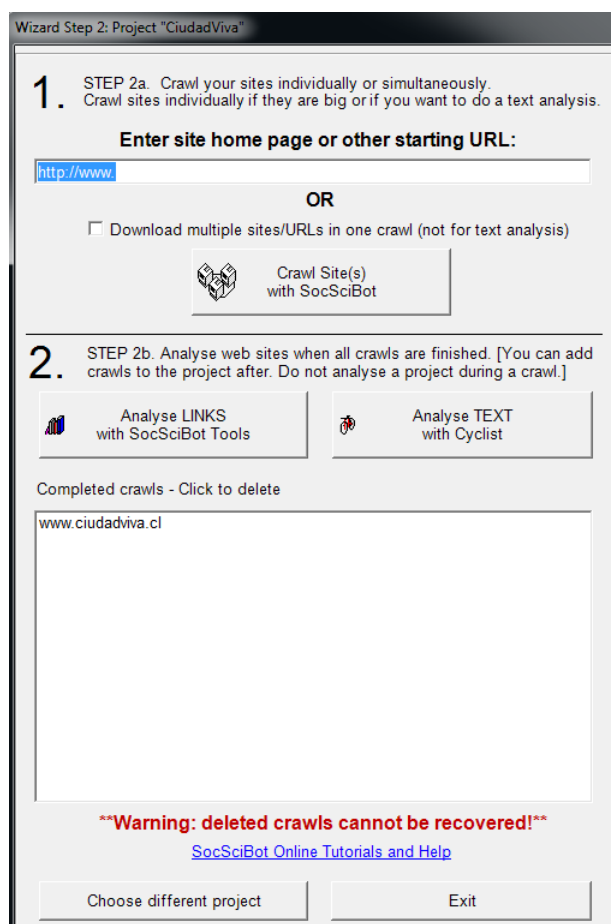 Wizard Step 2: Project "CiudadViva"
1.
STEP 2a.  Crawl your sites individually or simultaneously.
Crawl sites individually if they are big or if you want to do a text analysis.
Enter site home page or other starting URL:
http://www.
OR
Download multiple sites/URLs in one crawl (not for text analysis)
Crawl Site(s)
with SocSciBot
2.
STEP 2b. Analyse web sites when all crawls are finished. [You can add
crawls to the project after. Do not analyse a project during a crawl.]
Analyse LINKS
with SocSciBot Tools
Analyse TEXT
with Cyclist
Completed crawls - Click to delete
www.ciudadviva.cl
**Warning: deleted crawls cannot be recovered!**
SocSciBot Online Tutorials and Help
Choose different project
Exit